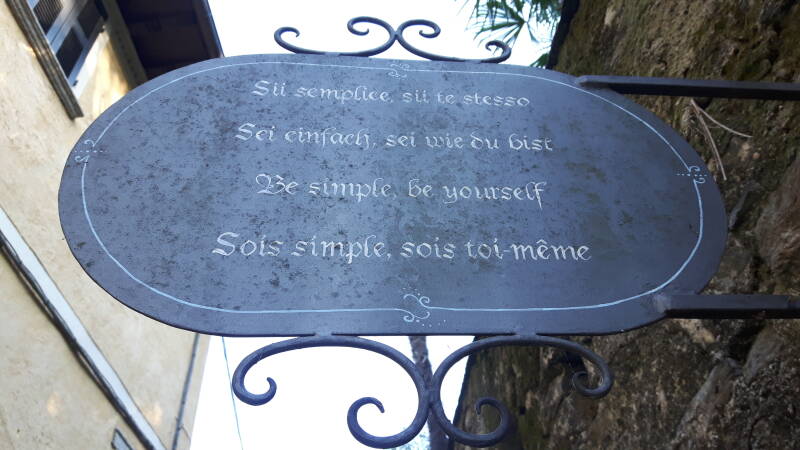 Sii semplice, sii te stesso
Sei einfach, sei wie du bist
Be simple, be yourself
Sois simple, sois toi-même